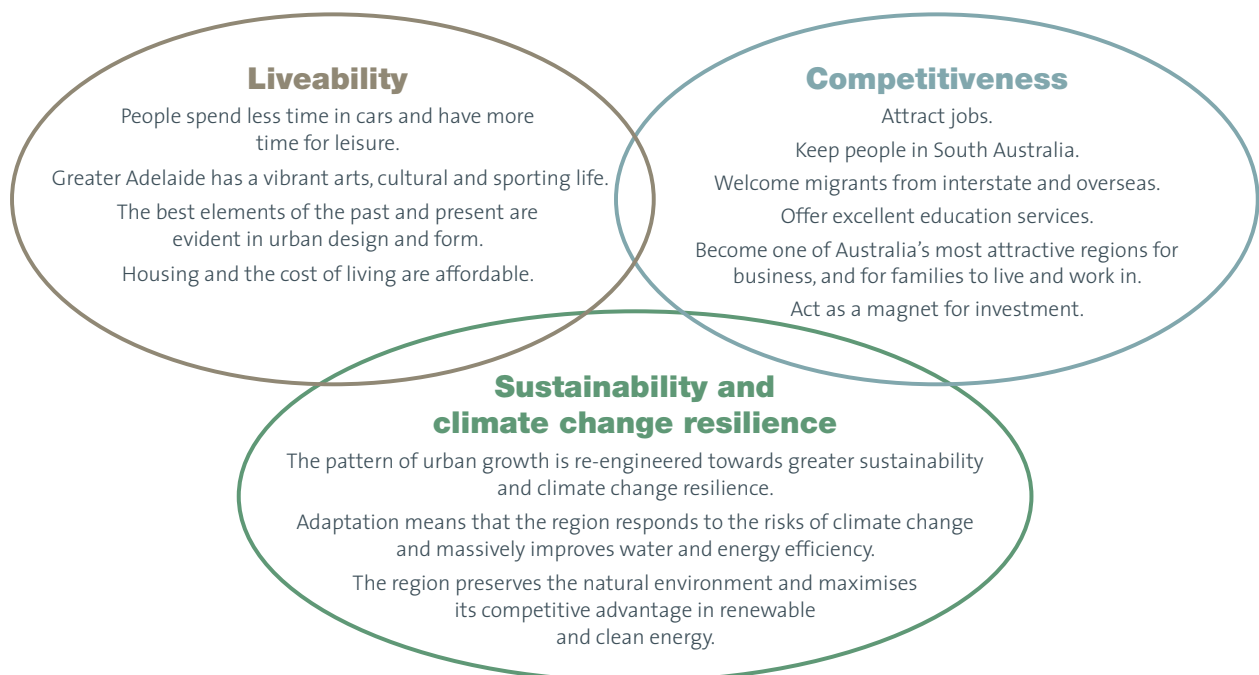 Liveability
People spend less time in cars and have more
time for leisure.
Greater Adelaide has a vibrant arts, cultural and sporting life.
The best elements of the past and present are
evident in urban design and form.
Housing and the cost of living are affordable.
Competitiveness
Attract jobs.
Keep people in South Australia.
Welcome migrants from interstate and overseas.
Offer excellent education services.
Become one of Australia’s most attractive regions for
business, and for families to live and work in.
Act as a magnet for investment.
Sustainability and
climate change resilience
The pattern of urban growth is re-engineered towards greater sustainability
and climate change resilience.
Adaptation means that the region responds to the risks of climate change
and massively improves water and energy efficiency.
The region preserves the natural environment and maximises
its competitive advantage in renewable
and clean energy.